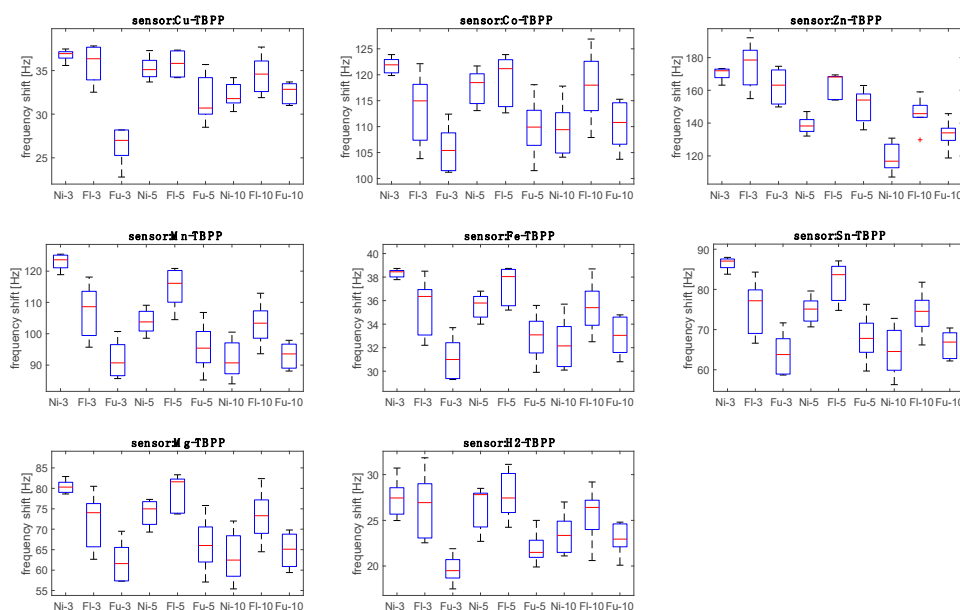 sensor:Cu-TBPP
frequency shift [Hz]
35
30
25
Ni-3 Fl-3 Fu-3 Ni-5 Fl-5 Fu-5 Ni-10 Fl-10 Fu-10
sensor:Co-TBPP
frequency shift [Hz]
125
120
115
110
105
100
Ni-3 Fl-3 Fu-3 Ni-5 Fl-5 Fu-5 Ni-10 Fl-10 Fu-10
sensor:Zn-TBPP
frequency shift [Hz]
180
160
140
120
Ni-3 Fl-3 Fu-3 Ni-5 Fl-5 Fu-5 Ni-10 Fl-10 Fu-10
sensor:Mn-TBPP
frequency shift [Hz]
120
110
100
90
Ni-3 Fl-3 Fu-3 Ni-5 Fl-5 Fu-5 Ni-10 Fl-10 Fu-10
sensor:Fe-TBPP
frequency shift [Hz]
40
38
36
34
32
30
Ni-3 Fl-3 Fu-3 Ni-5 Fl-5 Fu-5 Ni-10 Fl-10 Fu-10
sensor:Sn-TBPP
frequency shift [Hz]
90
80
70
60
Ni-3 Fl-3 Fu-3 Ni-5 Fl-5 Fu-5 Ni-10 Fl-10 Fu-10
sensor:Mg-TBPP
frequency shift [Hz]
85
80
75
70
65
60
55
Ni-3 Fl-3 Fu-3 Ni-5 Fl-5 Fu-5 Ni-10 Fl-10 Fu-10
sensor:H2-TBPP
frequency shift [Hz]
30
25
20
Ni-3 Fl-3 Fu-3 Ni-5 Fl-5 Fu-5 Ni-10 Fl-10 Fu-10